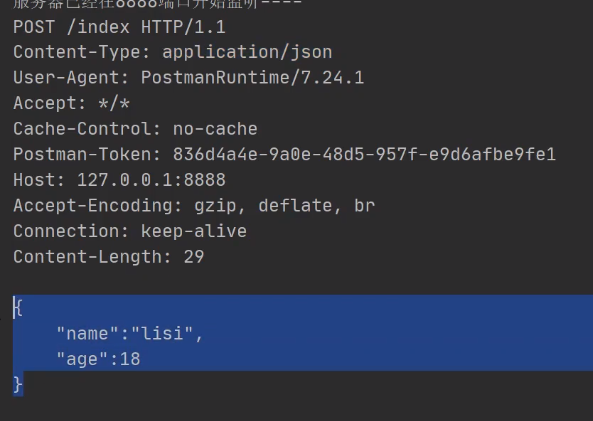 服务器已经在8888端口开始监听----
POST /index HTTP/1.1
Content-Type: application/json
User-Agent: PostmanRuntime/7.24.1
Accept: */*
Cache-Control: no-cache
Postman-Token: 836d4a4e-9a0e-48d5-957f-e9d6afbe9fe1
Host: 127.0.0.1:8888
Accept-Encoding: gzip, deflate, br
Connection: keep-alive
Content-Length: 29
{
    "name":"lisi",
    "age":18
}